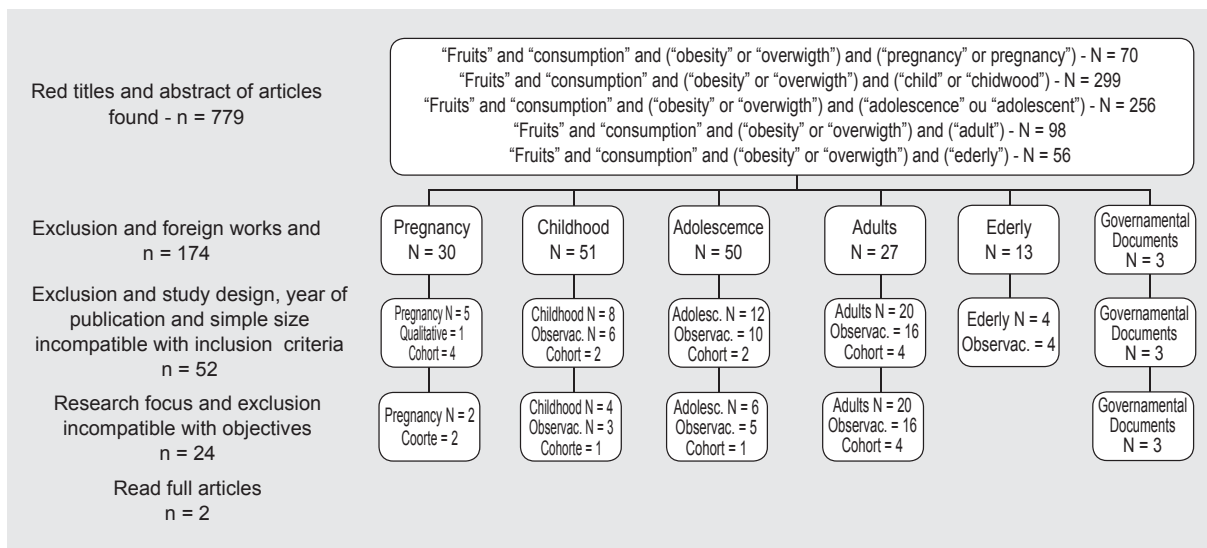 Red titles and abstract of articles
found - n = 779
“Fruits” and “consumption” and (“obesity” or “overwigth”) and (“pregnancy” or pregnancy”) - N = 70
“Fruits” and “consumption” and (“obesity” or “overwigth”) and (“child” or “chidwood”) - N = 299
“Fruits” and “consumption” and (“obesity” or “overwigth”) and (“adolescence” ou “adolescent”) - N = 256
“Fruits” and “consumption” and (“obesity” or “overwigth”) and (“adult”) - N = 98
“Fruits” and “consumption” and (“obesity” or “overwigth”) and (“ederly”) - N = 56
Exclusion and foreign works and
n = 174
Pregnancy
N = 30
Childhood
N = 51
Adolescemce
N = 50
Adults
N = 27
Ederly
N = 13
Governamental
Documents
N = 3
Exclusion and study design, year of
publication and simple size
incompatible with inclusion criteria
n = 52
Pregnancy N = 5
Qualitative = 1
Cohort = 4
Childhood N = 8
Observac. N = 6
Cohort = 2
Adolesc. N = 12
Observac. = 10
Cohort = 2
Adults N = 20
Observac. = 16
Cohort = 4
Ederly N = 4
Observac. = 4
Governamental
Documents
N = 3
Research focus and exclusion
incompatible with objectives
n = 24
Pregnancy N = 2
Coorte = 2
Childhood N = 4
Observac. N = 3
Cohorte = 1
Adolesc. N = 6
Observac. = 5
Cohort = 1
Adults N = 20
Observac. = 16
Cohort = 4
Governamental
Documents
N = 3
Read full articles
n = 2